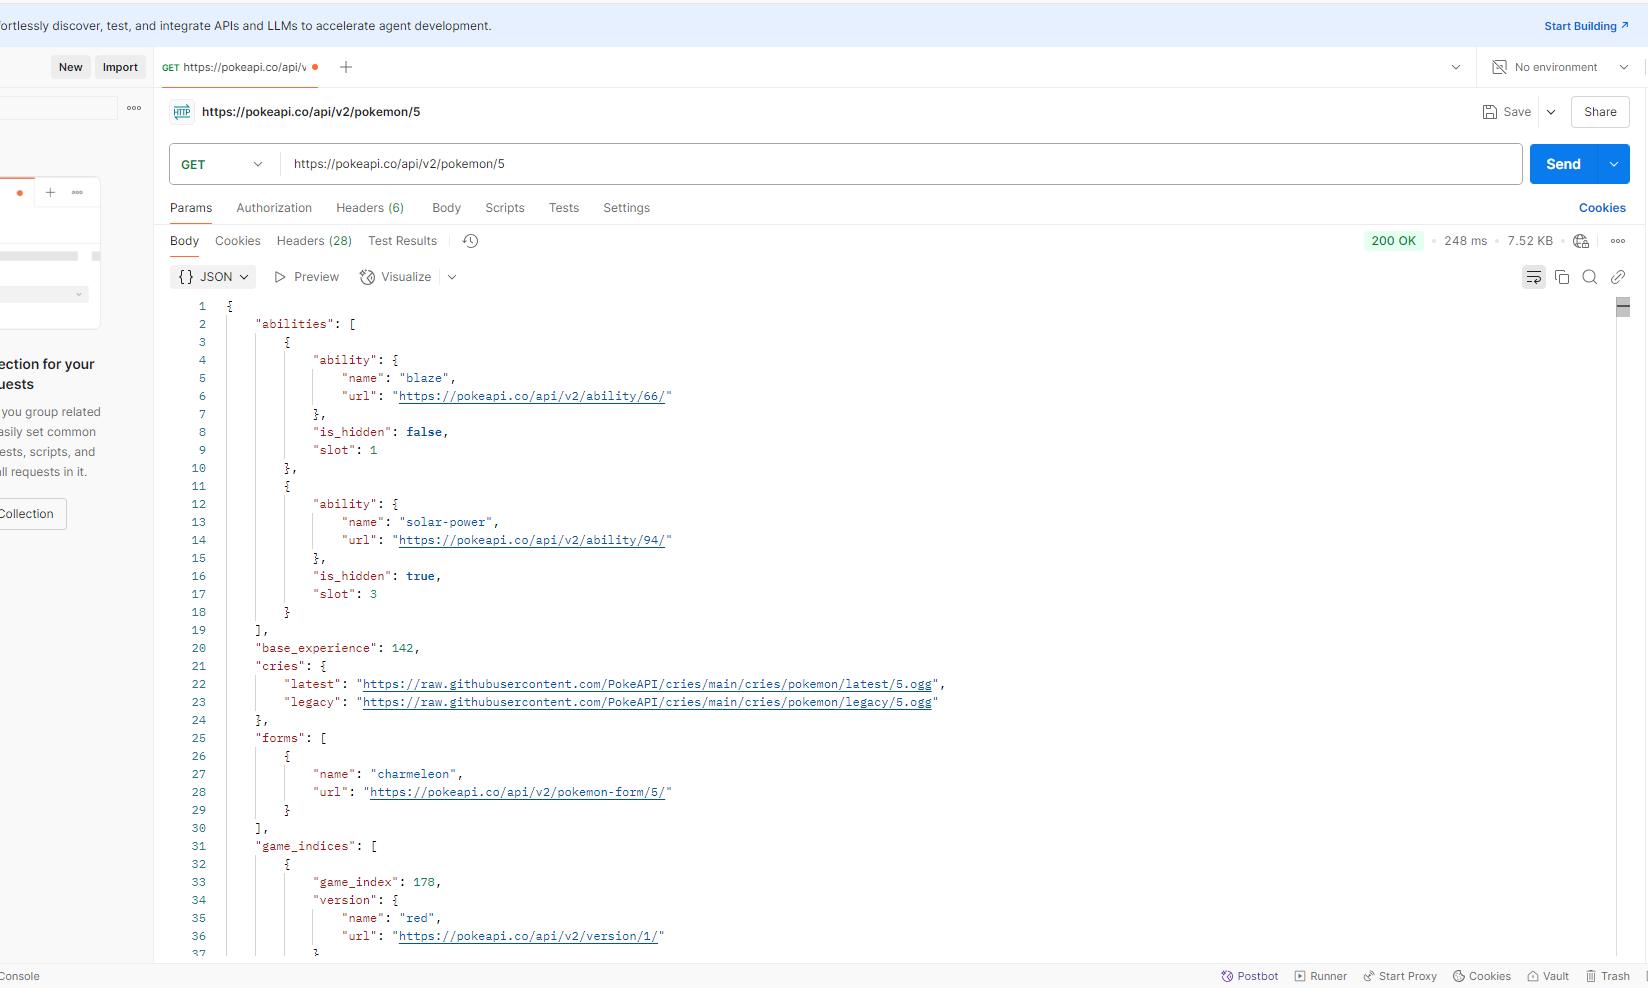 ortlessly discover, test, and integrate APIs and LLMs to accelerate agent development.
Start Building
New
Import
GET https://pokeapi.co/api/v
No environment
HTTP
https://pokeapi.co/api/v2/pokemon/5
Save
Share
GET
https://pokeapi.co/api/v2/pokemon/5
Send
Params Authorization Headers (6) Body Scripts Tests Settings
Cookies
Body Cookies Headers (28) Test Results
200 OK • 248 ms • 7.52 KB •
{} JSON Preview Visualize
1 {
2 "abilities": [
3 {
4 "ability": {
5 "name": "blaze",
6 "url": "https://pokeapi.co/api/v2/ability/66/"
7 },
8 "is_hidden": false,
9 "slot": 1
10 },
11 {
12 "ability": {
13 "name": "solar-power",
14 "url": "https://pokeapi.co/api/v2/ability/94/"
15 },
16 "is_hidden": true,
17 "slot": 3
18 }
19 ],
20 "base_experience": 142,
21 "cries": {
22 "latest": "https://raw.githubusercontent.com/PokeAPI/cries/main/cries/pokemon/latest/5.ogg",
23 "legacy": "https://raw.githubusercontent.com/PokeAPI/cries/main/cries/pokemon/legacy/5.ogg"
24 },
25 "forms": [
26 {
27 "name": "charmeleon",
28 "url": "https://pokeapi.co/api/v2/pokemon-form/5/"
29 }
30 ],
31 "game_indices": [
32 {
33 "game_index": 178,
34 "version": {
35 "name": "red",
36 "url": "https://pokeapi.co/api/v2/version/1/"
37 }
ection for your
uests
you group related
asily set common
ests, scripts, and
ll requests in it.
Collection
Console
Postbot Runner Start Proxy Cookies Vault Trash